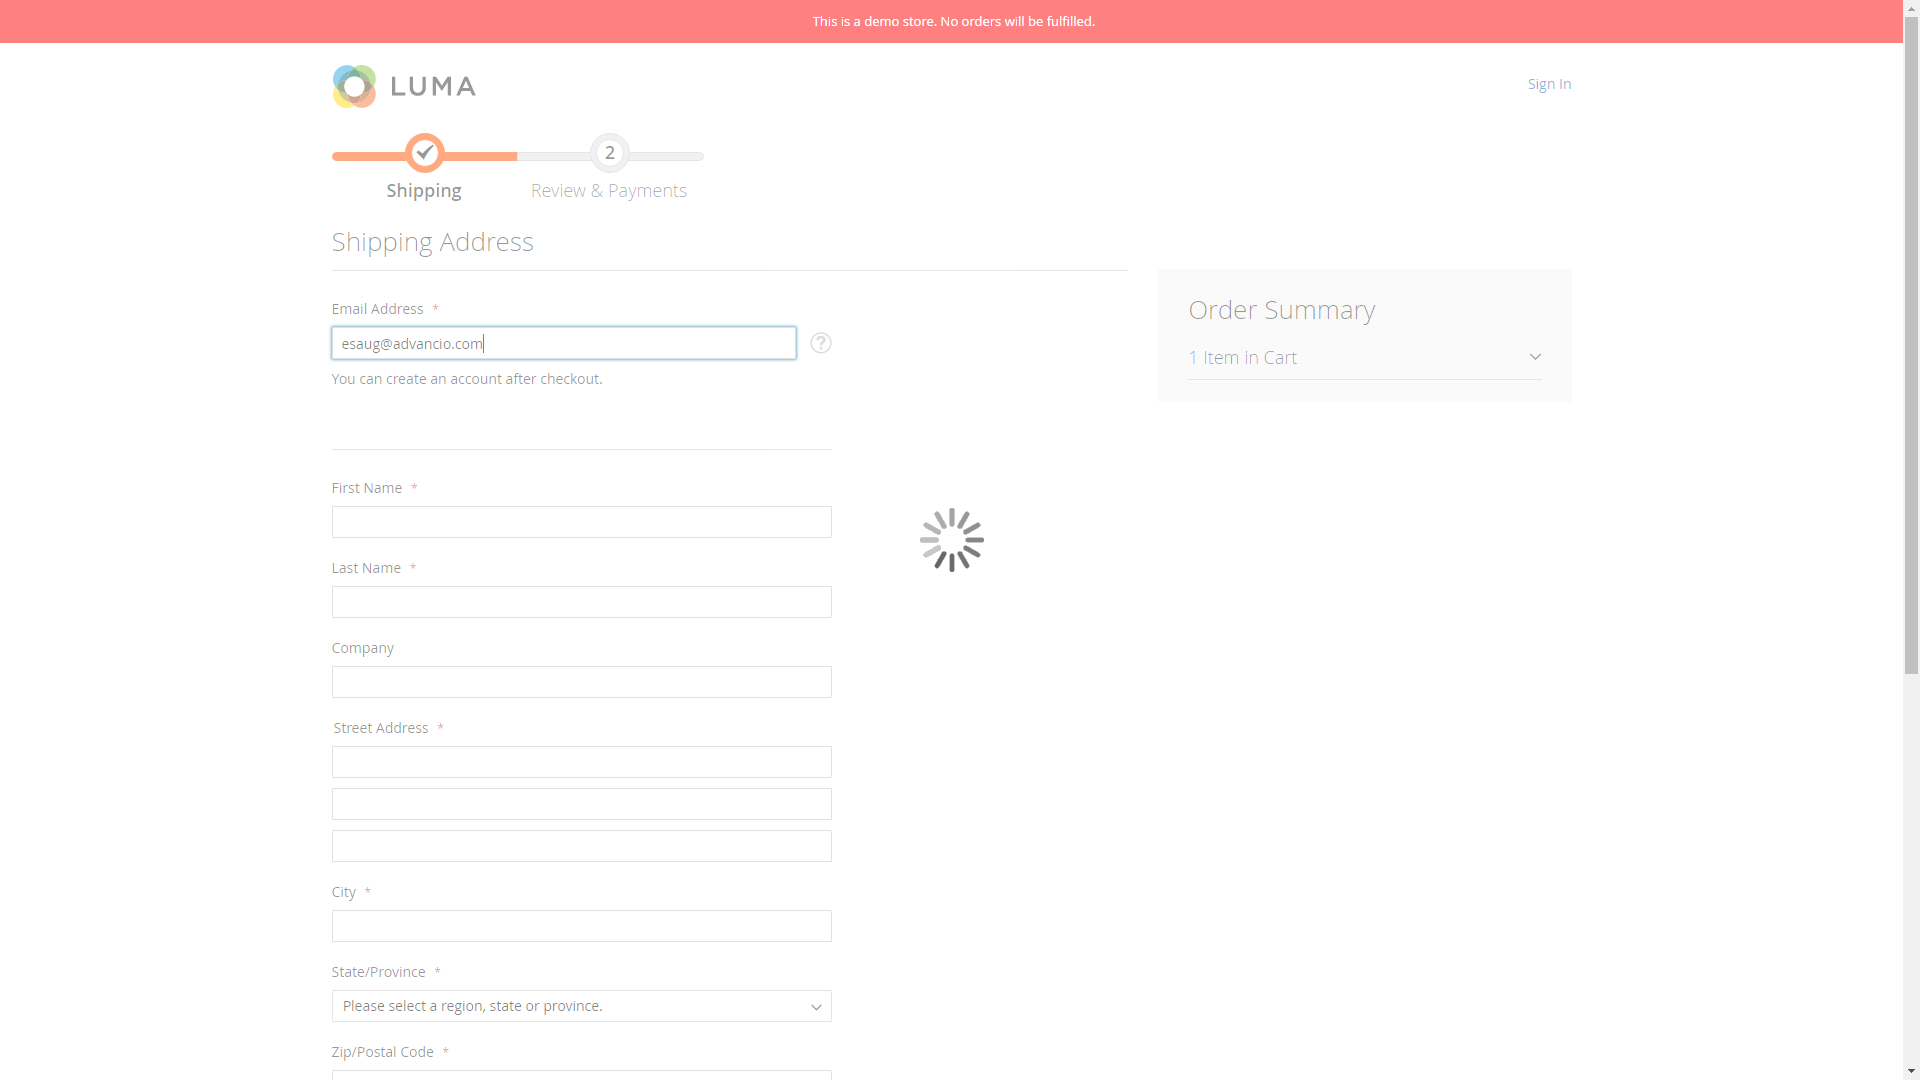 This is a demo store. No orders will be fulfilled.
LUMA
Sign In
2
Shipping
Review & Payments
Shipping Address
Email Address *
esaug@advancio.com
?
You can create an account after checkout.
Order Summary
1 Item in Cart
First Name *
Last Name *
Company
Street Address *
City *
State/Province *
Please select a region, state or province.
Zip/Postal Code *